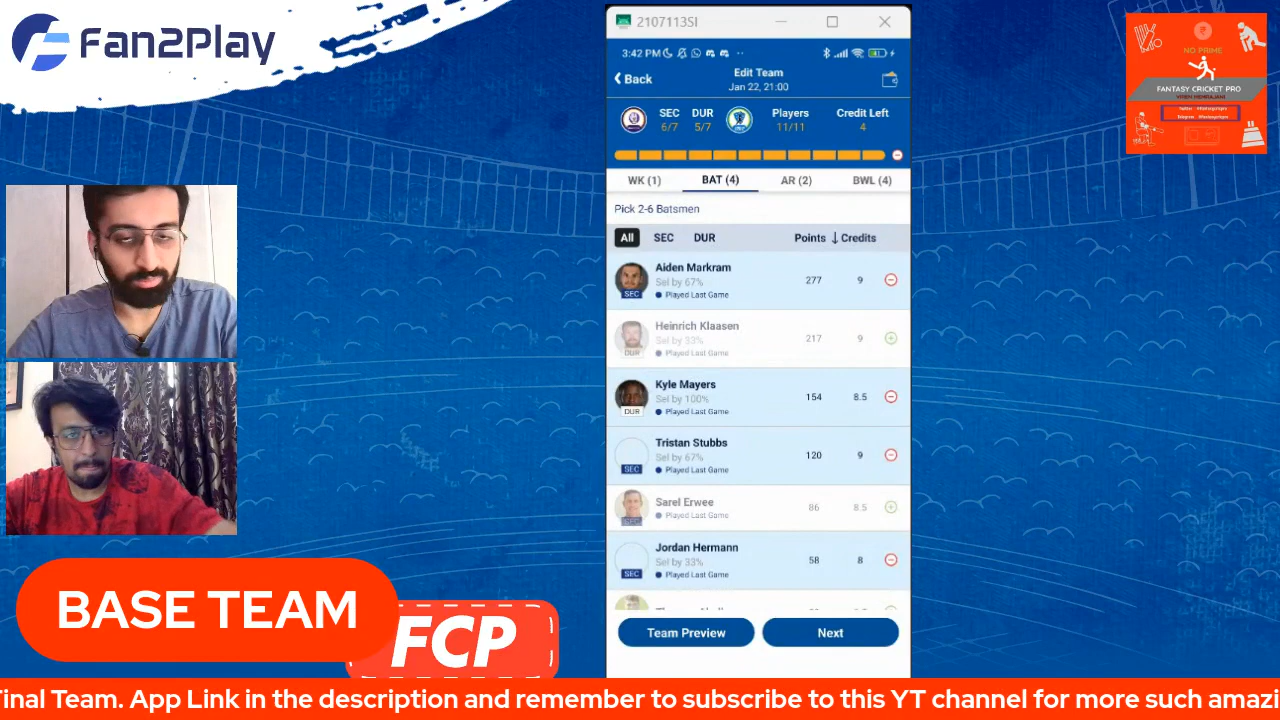 Fan2Play
2107113SI
3:42 PM
Back
Edit Team
Jan 22, 21:00
SEC
6/7
DUR
5/7
Players
11/11
Credit Left
4
WK (1)
BAT (4)
AR (2)
BWL (4)
Pick 2-6 Batsmen
All
SEC
DUR
Points
Credits
Aiden Markram
Sel by 67%
Played Last Game
SEC
277
9
Heinrich Klaasen
Sel by 33%
Played Last Game
DUR
217
9
Kyle Mayers
Sel by 100%
Played Last Game
DUR
154
8.5
Tristan Stubbs
Sel by 67%
Played Last Game
SEC
120
9
Sarel Erwee
Played Last Game
86
8.5
Jordan Hermann
Sel by 33%
Played Last Game
SEC
58
8
Team Preview
Next
NO PRIME
FANTASY CRICKET PRO
BASE TEAM
FCP
Final Team. App Link in the description and remember to subscribe to this YT channel for more such amazi